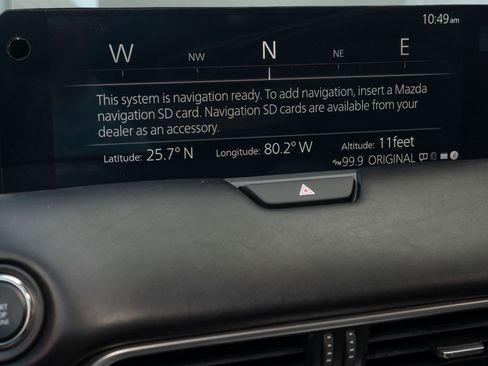 10:49am
W NW N NE E
This system is navigation ready. To add navigation, insert a Mazda
navigation SD card. Navigation SD cards are available from your
dealer as an accessory.
Latitude: 25.7° N Longitude: 80.2° W Altitude: 11feet
FM 99.9 ORIGINAL